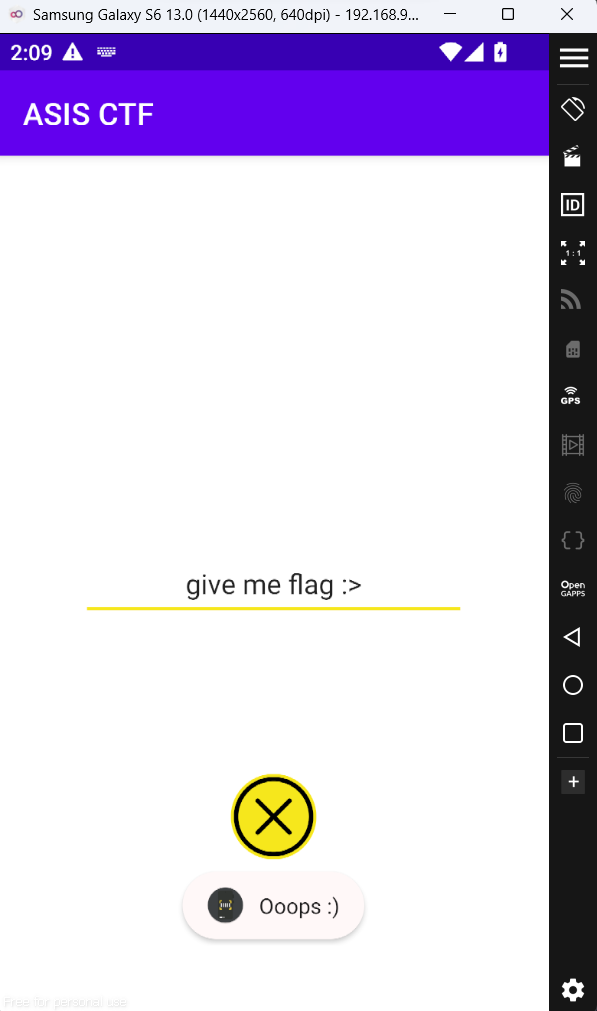 Samsung Galaxy S6 13.0 (1440x2560, 640dpi) - 192.168.9...
2:09
ASIS CTF
ID
1:1
GPS
give me flag :>
Open
GAPPS
Ooops :)
Free for personal use